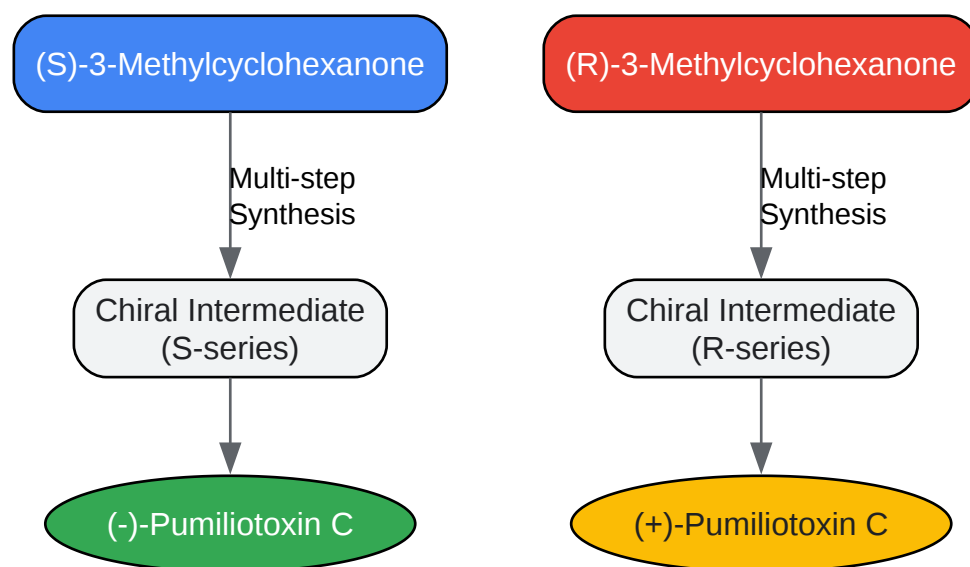 (S)-3-Methylcyclohexanone
(R)-3-Methylcyclohexanone
Multi-step
Synthesis
Multi-step
Synthesis
Chiral Intermediate
(S-series)
Chiral Intermediate
(R-series)
(-)-Pumiliotoxin C
(+)-Pumiliotoxin C